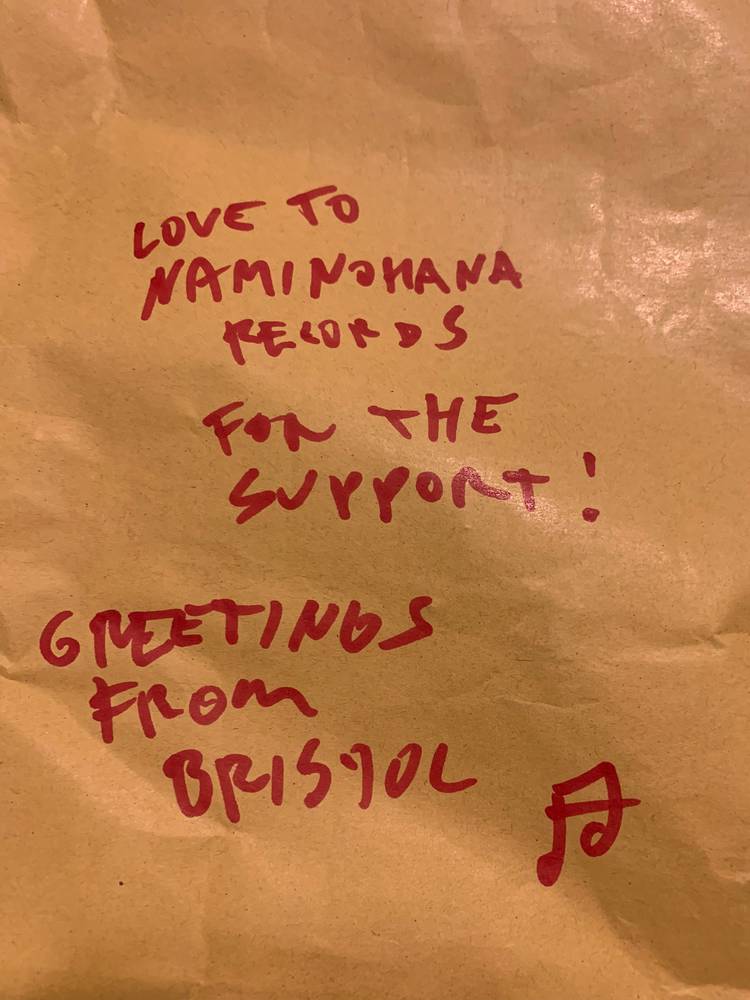 LOVE TO
NAMINOHANA
RECORDS
FOR THE
SUPPORT!
GREETINGS
FROM
BRISTOL